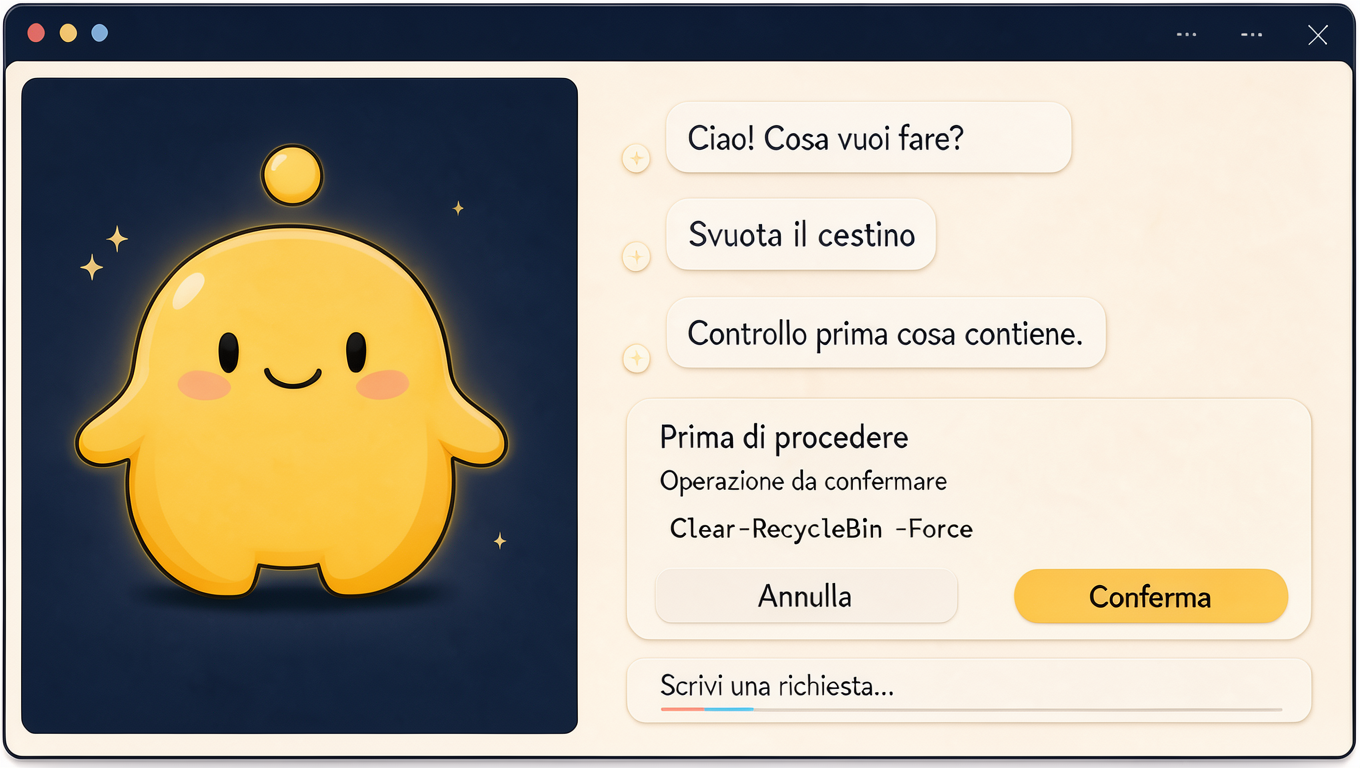 Ciao! Cosa vuoi fare?
Svuota il cestino
Controllo prima cosa contiene.
Prima di procedere
Operazione da confermare
Clear-RecycleBin -Force
Annulla
Conferma
Scrivi una richiesta...